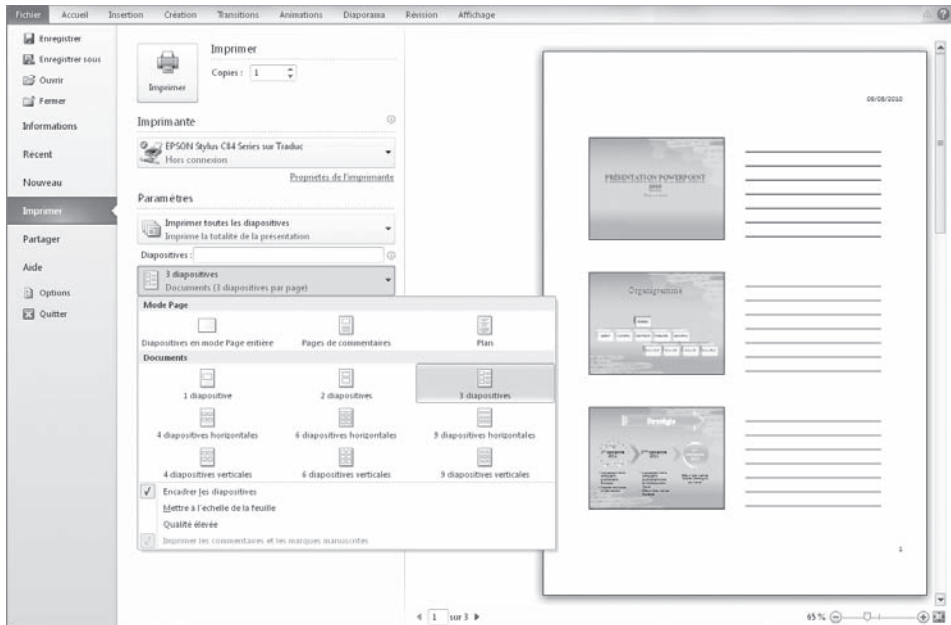 Fichier Accueil Insertion Création Transitions Animations Diaporama Révision Affichage
Enregistrer
Enregistrer sous
Ouvrir
Fermer
Informations
Récent
Nouveau
Imprimer
Partager
Aide
Options
Quitter
Imprimer
Copies : 1
Imprimer
Imprimante
EPSON Stylus C84 Series sur Traduc
Hors connexion
Propriétés de l'imprimante
Paramètres
Imprimer toutes les diapositives
Imprime la totalité de la présentation
Diapositives :
3 diapositives
Documents (3 diapositives par page)
Mode Page
Diapositives en mode Page entière Pages de commentaires Plan
Documents
1 diapositive 2 diapositives 3 diapositives
4 diapositives horizontales 6 diapositives horizontales 9 diapositives horizontales
4 diapositives verticales 6 diapositives verticales 9 diapositives verticales
Encadrer les diapositives
Mettre à l'échelle de la feuille
Qualité élevée
Imprimer les commentaires et les marques manuscrites
09/08/2010
PRÉSENTATION POWERPOINT
2010
Organigramme
Stratégie
1
1 sur 3
65 %